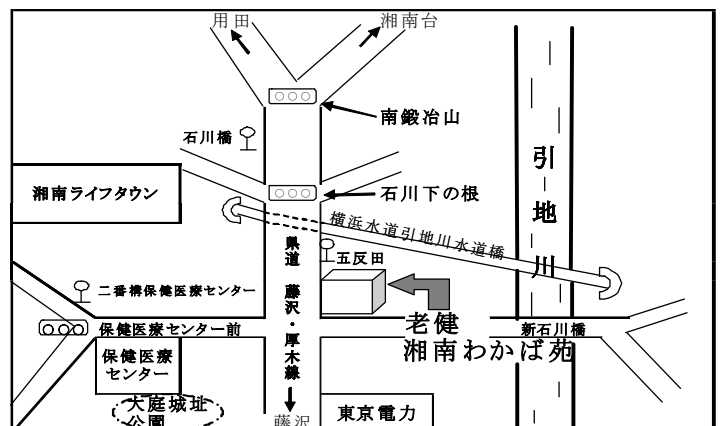 用田
湘南台
南鍛冶山
石川橋
湘南ライフタウン
石川下の根
引地川
横浜水道引地川水道橋
県道 藤沢・厚木線
五反田
二番構保健医療センター
老健
湘南わかば苑
保健医療センター前
新石川橋
保健医療
センター
大庭城址
公園
藤沢
東京電力